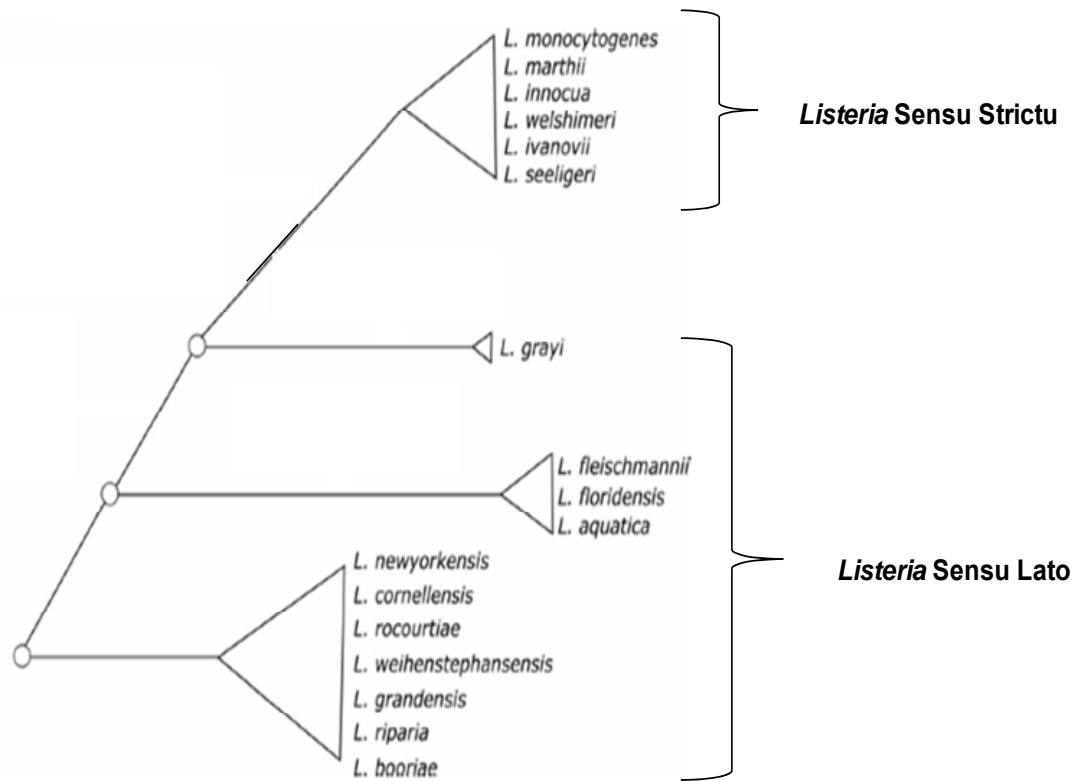 L. monocytogenes
L. marthii
L. innocua
L. welshimeri
L. ivanovii
L. seeligeri
Listeria Sensu Strictu
L. grayi
L. fleischmannii
L. floridensis
L. aquatica
L. newyorkensis
L. cornellensis
L. rocourtiae
L. weihenstephansensis
L. grandensis
L. riparia
L. booriae
Listeria Sensu Lato